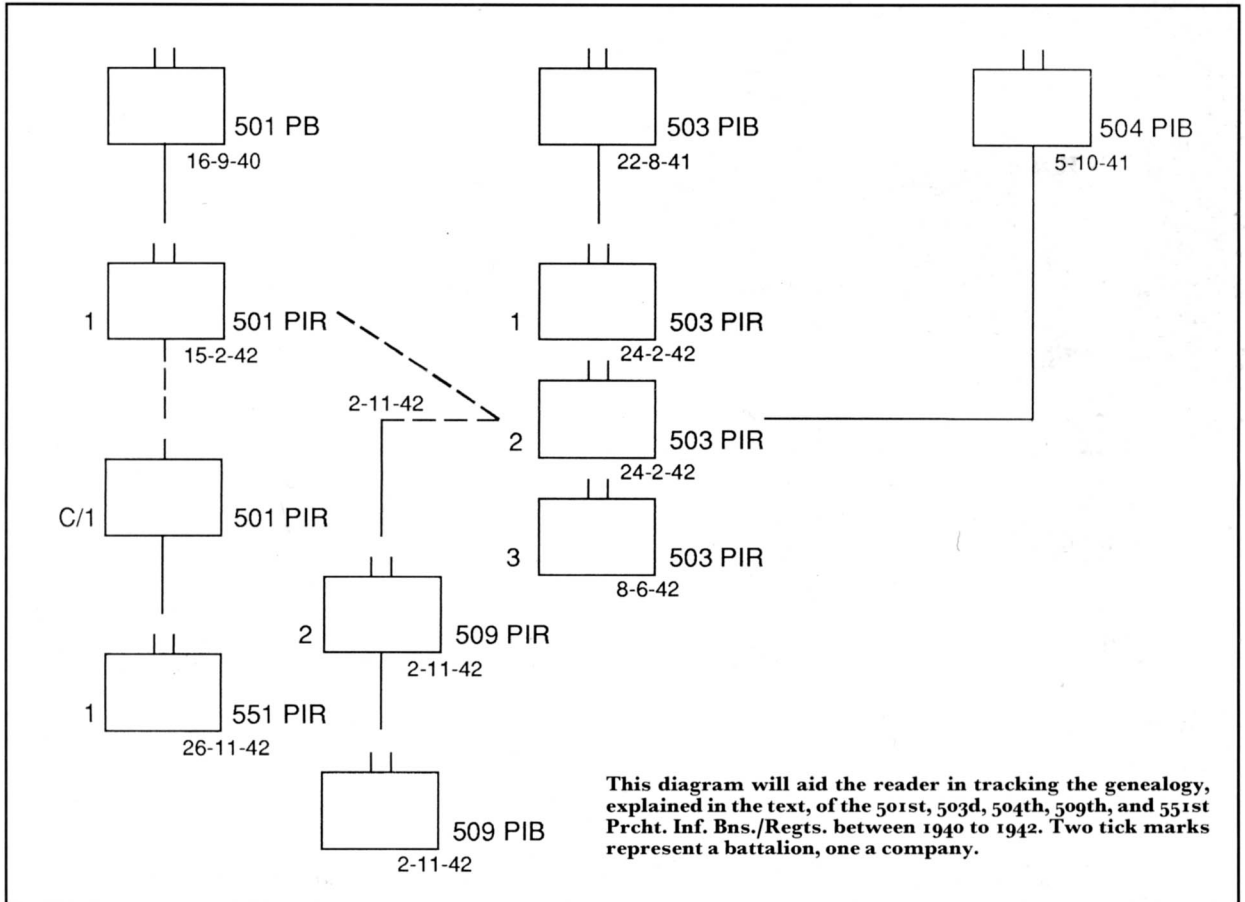 501 PB
16-9-40
503 PIB
22-8-41
504 PIB
5-10-41
1
501 PIR
15-2-42
1
503 PIR
24-2-42
2-11-42
2
503 PIR
24-2-42
C/1
501 PIR
3
503 PIR
8-6-42
2
509 PIR
2-11-42
1
551 PIR
26-11-42
509 PIB
2-11-42
This diagram will aid the reader in tracking the genealogy,
explained in the text, of the 501st, 503d, 504th, 509th, and 551st
Prcht. Inf. Bns./Regts. between 1940 to 1942. Two tick marks
represent a battalion, one a company.